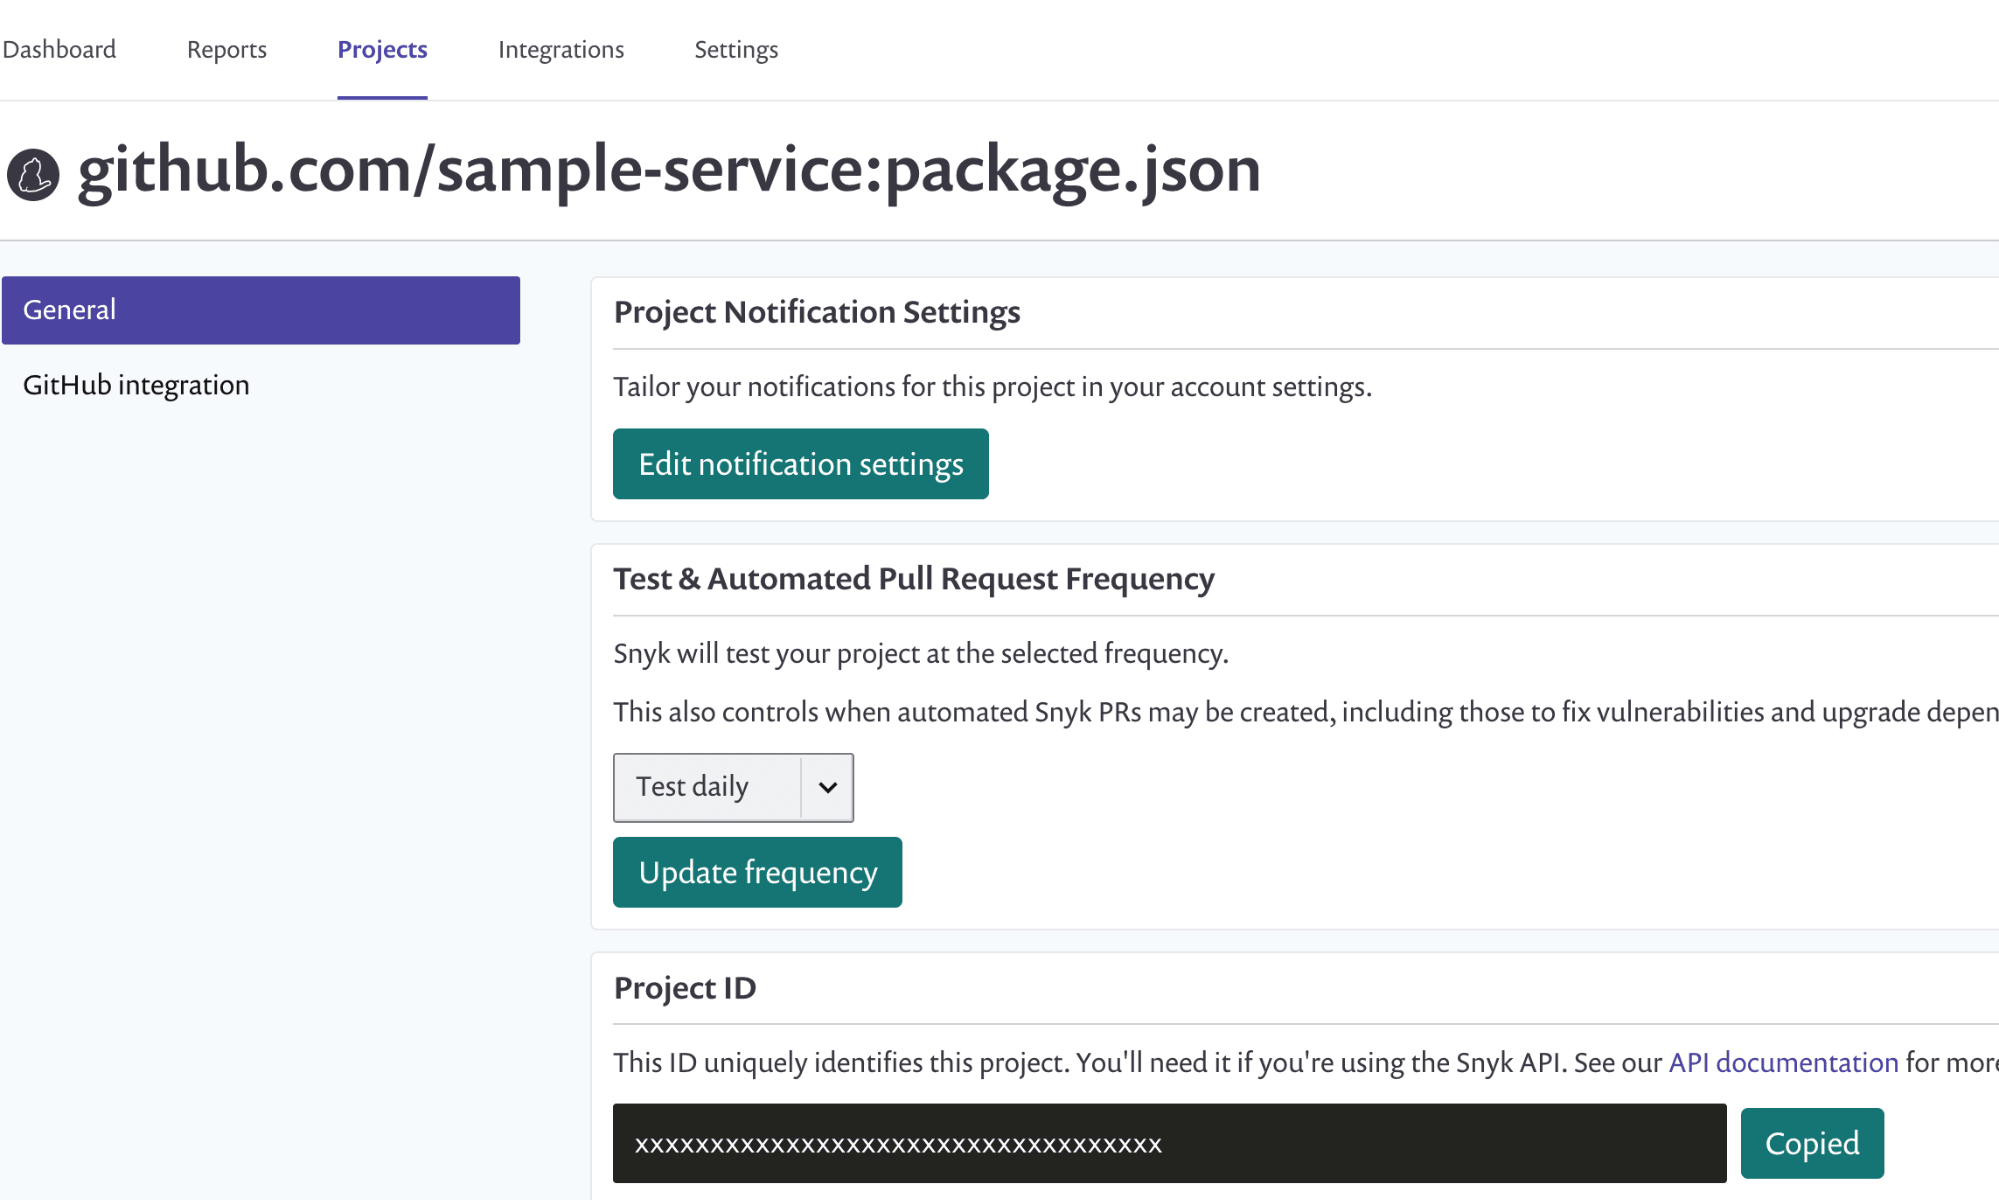 Dashboard Reports Projects Integrations Settings
github.com/sample-service:package.json
General
GitHub integration
Project Notification Settings
Tailor your notifications for this project in your account settings.
Edit notification settings
Test & Automated Pull Request Frequency
Snyk will test your project at the selected frequency.
This also controls when automated Snyk PRs may be created, including those to fix vulnerabilities and upgrade depen
Test daily
Update frequency
Project ID
This ID uniquely identifies this project. You'll need it if you're using the Snyk API. See our API documentation for more
xxxxxxxxxxxxxxxxxxxxxxxxxxxxxxxxxxx
Copied